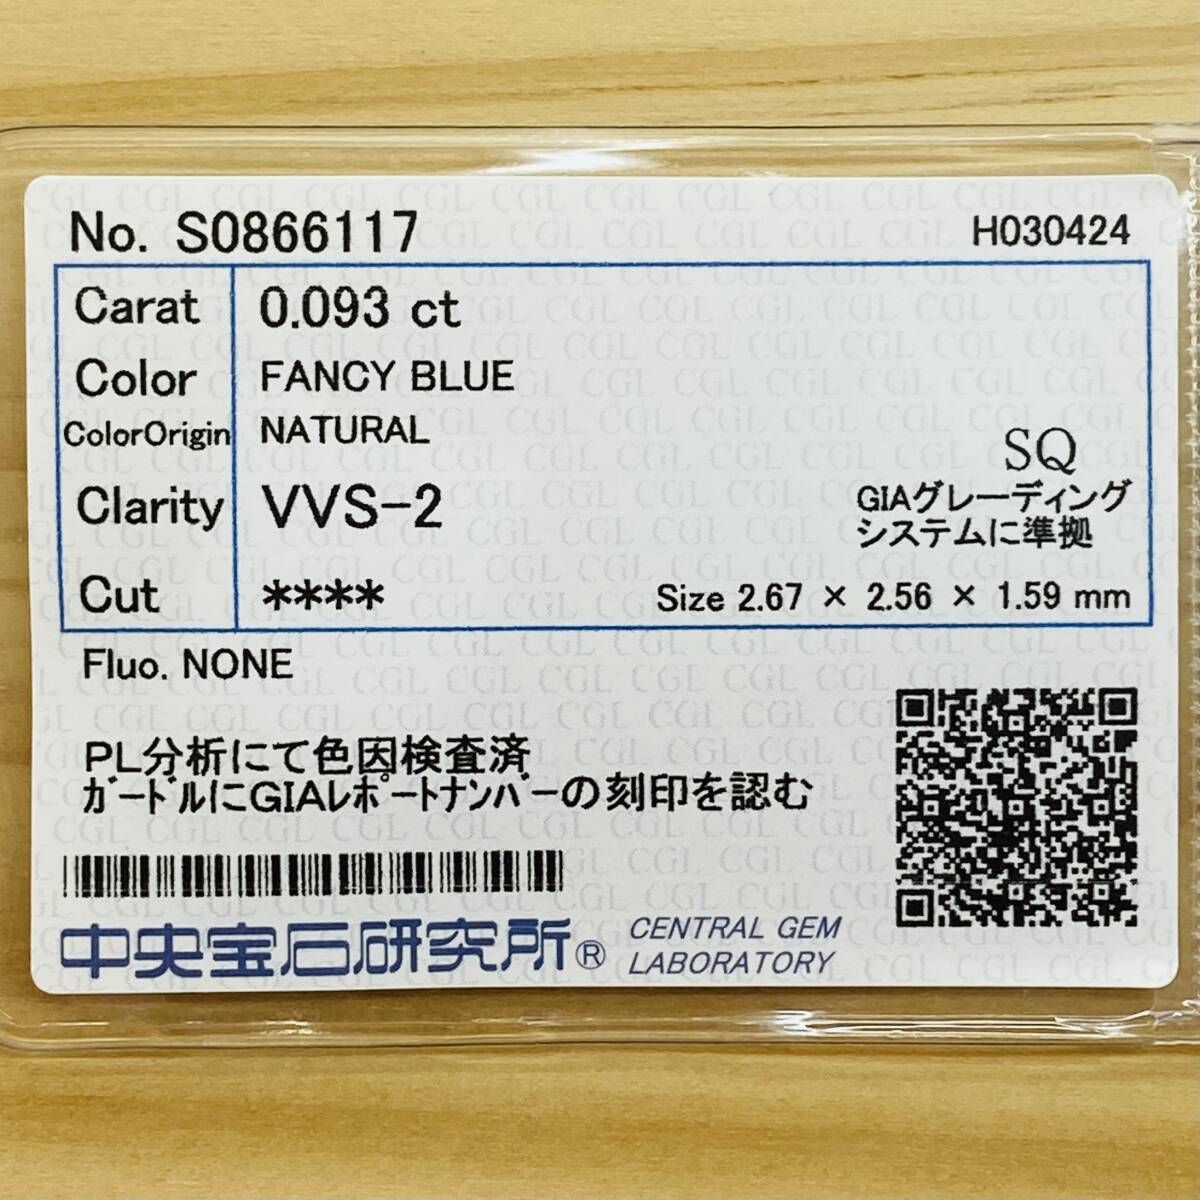 No. S0866117 H030424
Carat 0.093 ct
Color FANCY BLUE
ColorOrigin NATURAL
SQ
Clarity VVS-2
GIAグレーディング
システムに準拠
Cut ****
Size 2.67 × 2.56 × 1.59 mm
Fluo. NONE
PL分析にて色因検査済
ガードルにGIAレポートナンバーの刻印を認む
中央宝石研究所®
CENTRAL GEM
LABORATORY